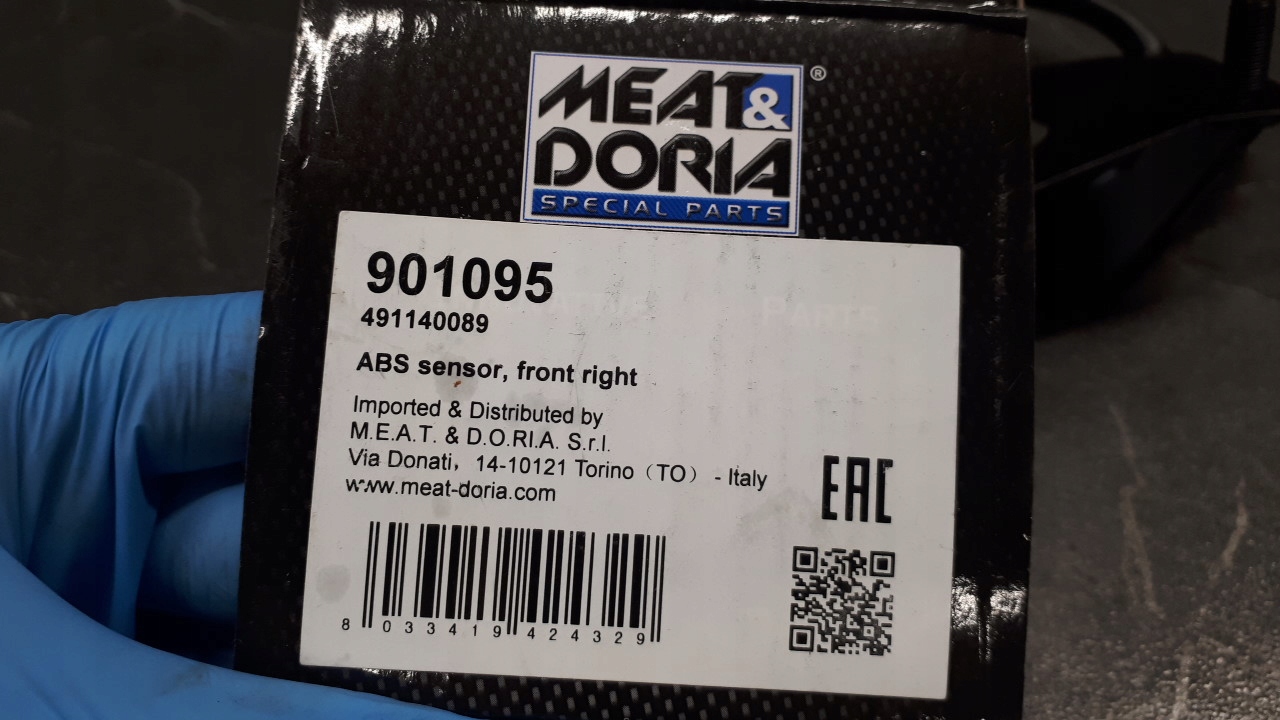 MEAT&
DORIA
®
SPECIAL PARTS
901095
491140089
ABS sensor, front right
Imported & Distributed by
M.E.A.T. & D.O.RI.A. S.r.l.
Via Donati, 14-10121 Torino (TO) - Italy
www.meat-doria.com
EAC
8 033419 424329